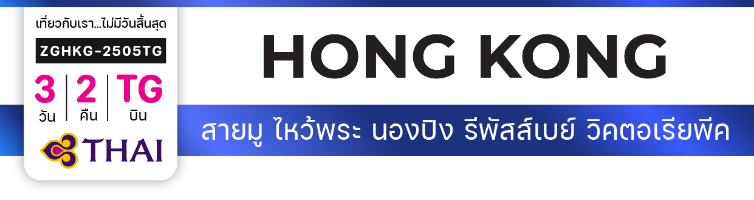 เที่ยวกับเรา...ไม่มีวันสิ้นสุด
ZGHKG-2505TG
3 2 TG
วัน คืน บิน
THAI
HONG KONG
สายมู ไหว้พระ นองปิง รีพัสส์เบย์ วิคตอเรียพีค